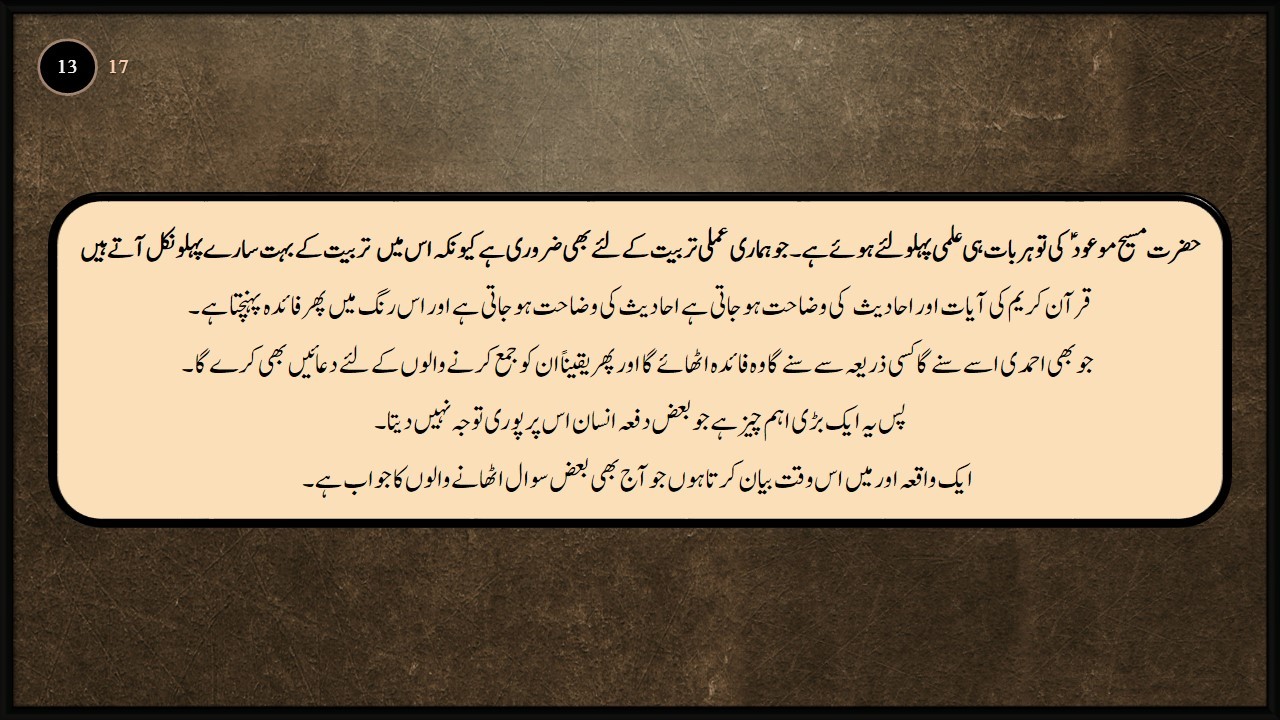 13 17
حضرت مسیح موعودؑ کی تو ہر بات ہی علمی پہلو لئے ہوئے ہے۔ جو ہماری عملی تربیت کے لئے بھی ضروری ہے کیونکہ اس میں تربیت کے بہت سارے پہلو نکل آتے ہیں
قرآن کریم کی آیات اور احادیث کی وضاحت ہو جاتی ہے احادیث کی وضاحت ہو جاتی ہے اور اس رنگ میں پھر فائدہ پہنچتا ہے۔
جو بھی احمدی اسے سنے گا کسی ذریعہ سے سنے گا وہ فائدہ اٹھائے گا اور پھر یقیناً ان کو جمع کرنے والوں کے لئے دعائیں بھی کرے گا۔
پس یہ ایک بڑی اہم چیز ہے جو بعض دفعہ انسان اس پر پوری توجہ نہیں دیتا۔
ایک واقعہ اور میں اس وقت بیان کرتا ہوں جو آج بھی بعض سوال اٹھانے والوں کا جواب ہے۔